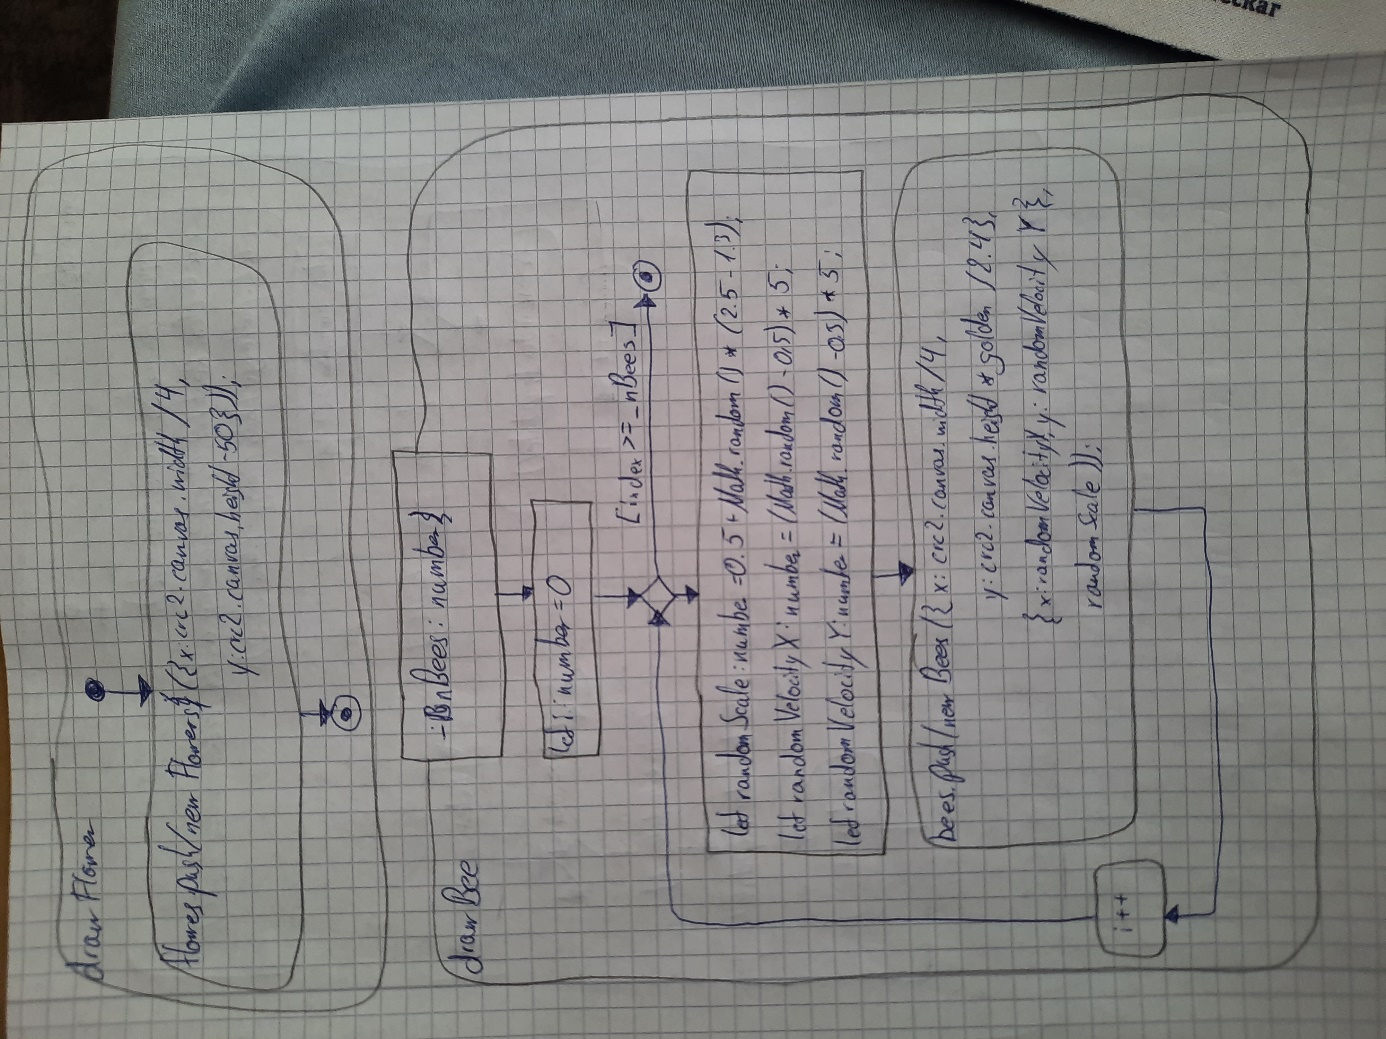 draw Flower
flowers.push(new Flowers({x:crc2.canvas.width/4,
y:crc2.canvas.height-50});
nBees: number}
draw Bee
let i:number=0
[index >= _nBees]
let randomScale:number=0.5+Math.random()*(2.5-1.3);
let randomVelocityX:number=(Math.random()-0.5)*5;
let randomVelocityY:number=(Math.random()-0.5)*5;
bees.push(new Bees({x:crc2.canvas.width/4,
y:crc2.canvas.height*golden/2.4},
{x:randomVelocityX,y:randomVelocityY},
randomScale));
i++